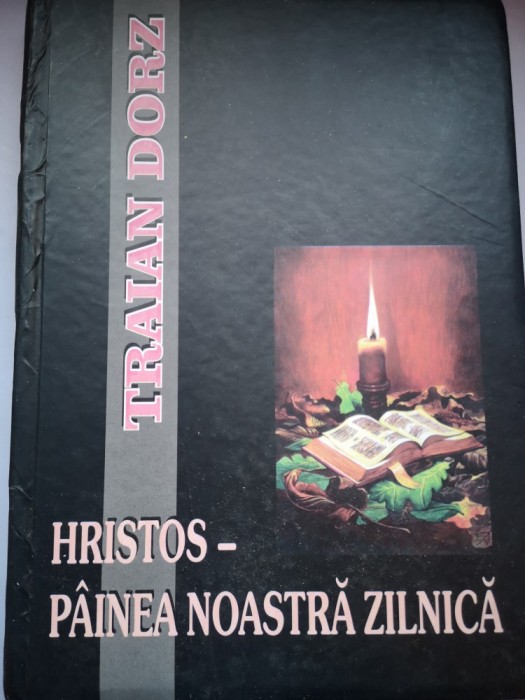 TRAIAN DORZ
HRISTOS –
PÂINEA NOASTRĂ ZILNICĂ